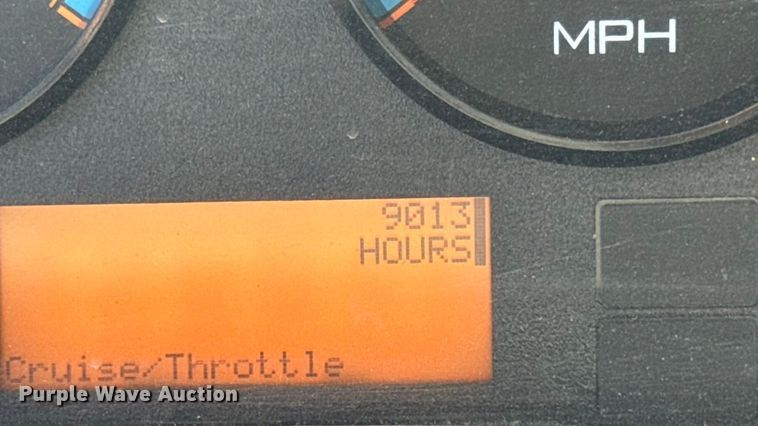 MPH
9013
HOURS
Cruise/Throttle
Purple Wave Auction